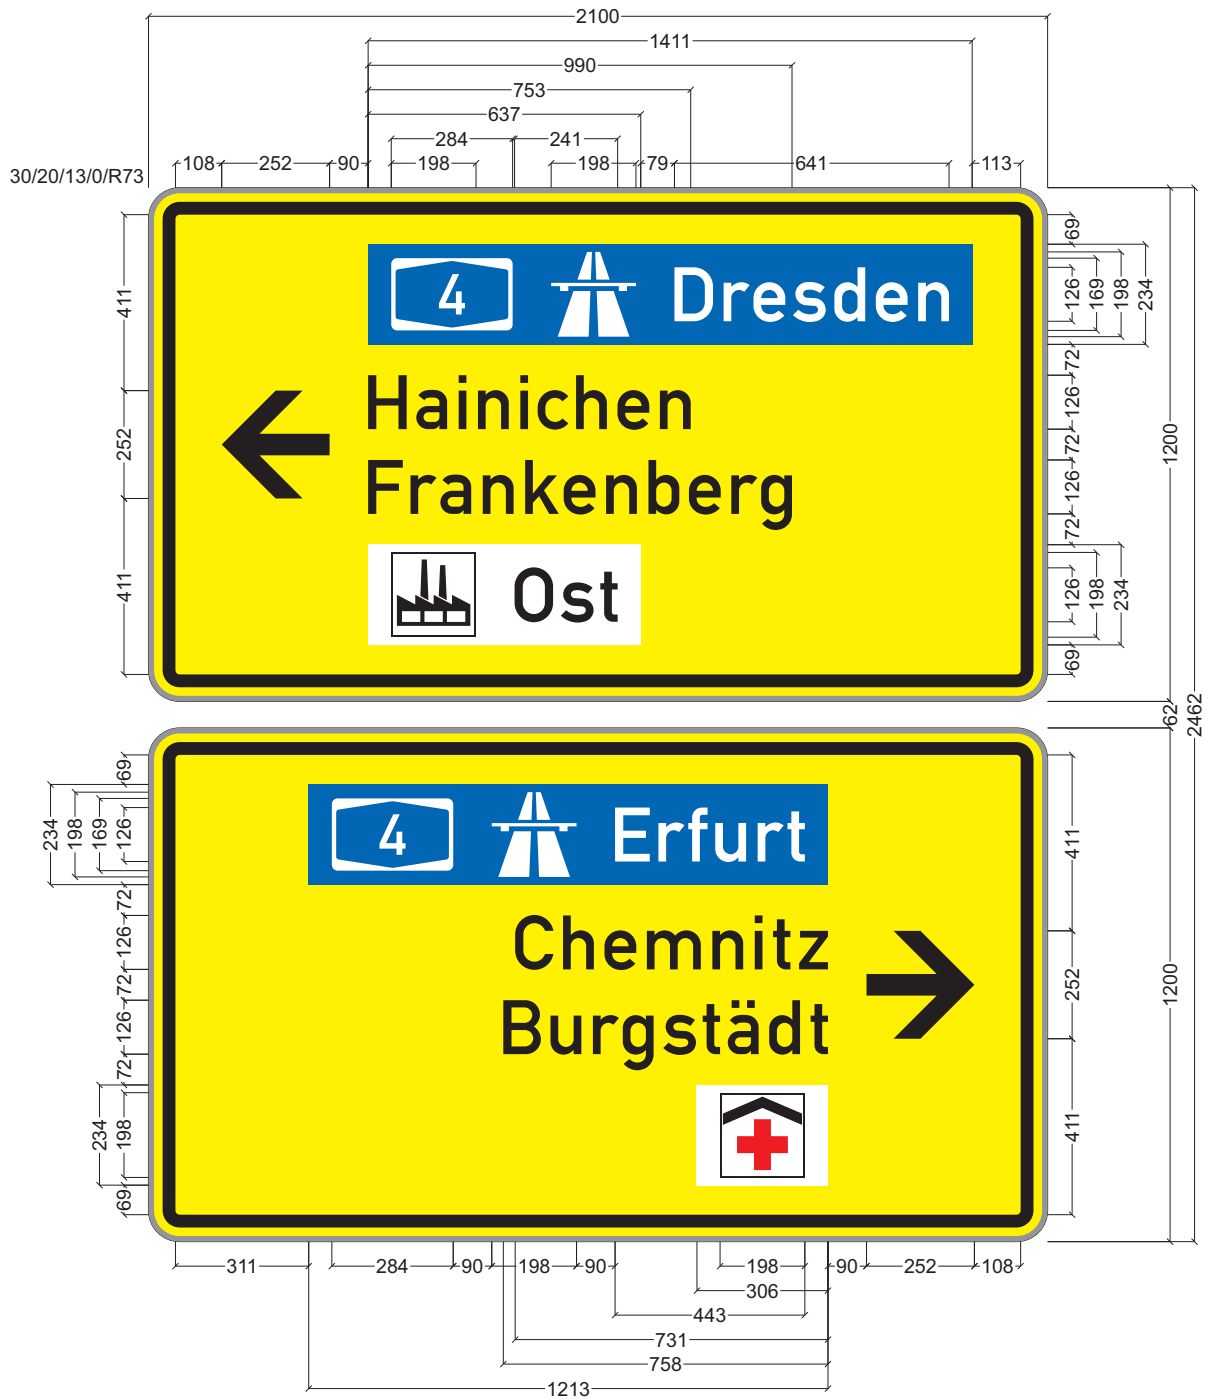 2100
1411
990
753
637
284 241
108 252 90 198 198 79 641 113
30/20/13/0/R73
4 Dresden
Hainichen
Frankenberg
Ost
411
252
411
69
126 169 198 234
72
126
72
126
72
126 198 234
69
1200
62
2462
4 Erfurt
Chemnitz
Burgstädt
69
234 198 169 126
72
126
72
126
72
234 198
69
411
252
411
1200
311 284 90 198 90 198 90 252 108
306
443
731
758
1213